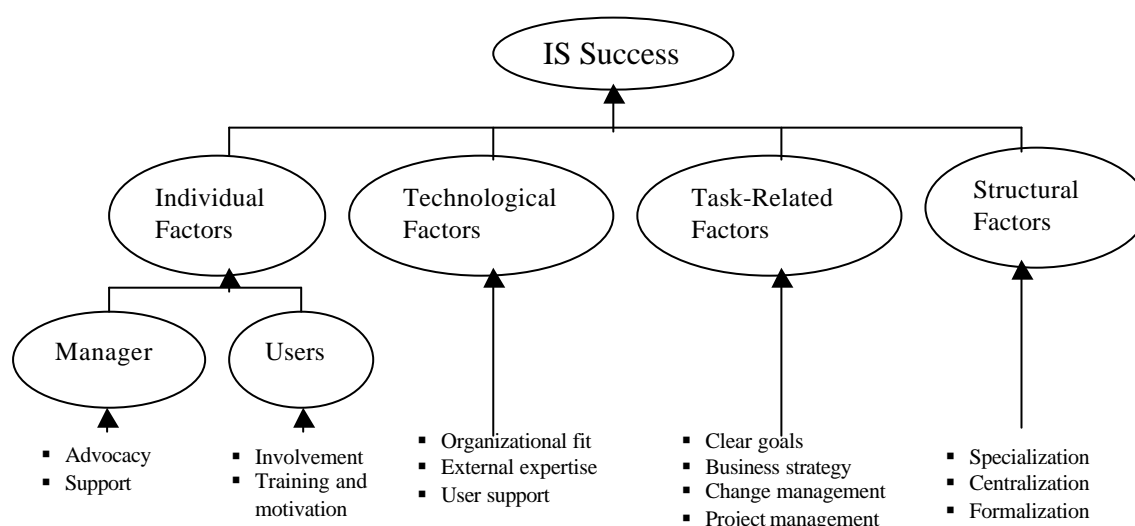 IS Success
Individual
Factors
Technological
Factors
Task-Related
Factors
Structural
Factors
Manager
Users
▪ Advocacy
▪ Support
▪ Involvement
▪ Training and
motivation
▪ Organizational fit
▪ External expertise
▪ User support
▪ Clear goals
▪ Business strategy
▪ Change management
▪ Project management
▪ Specialization
▪ Centralization
▪ Formalization